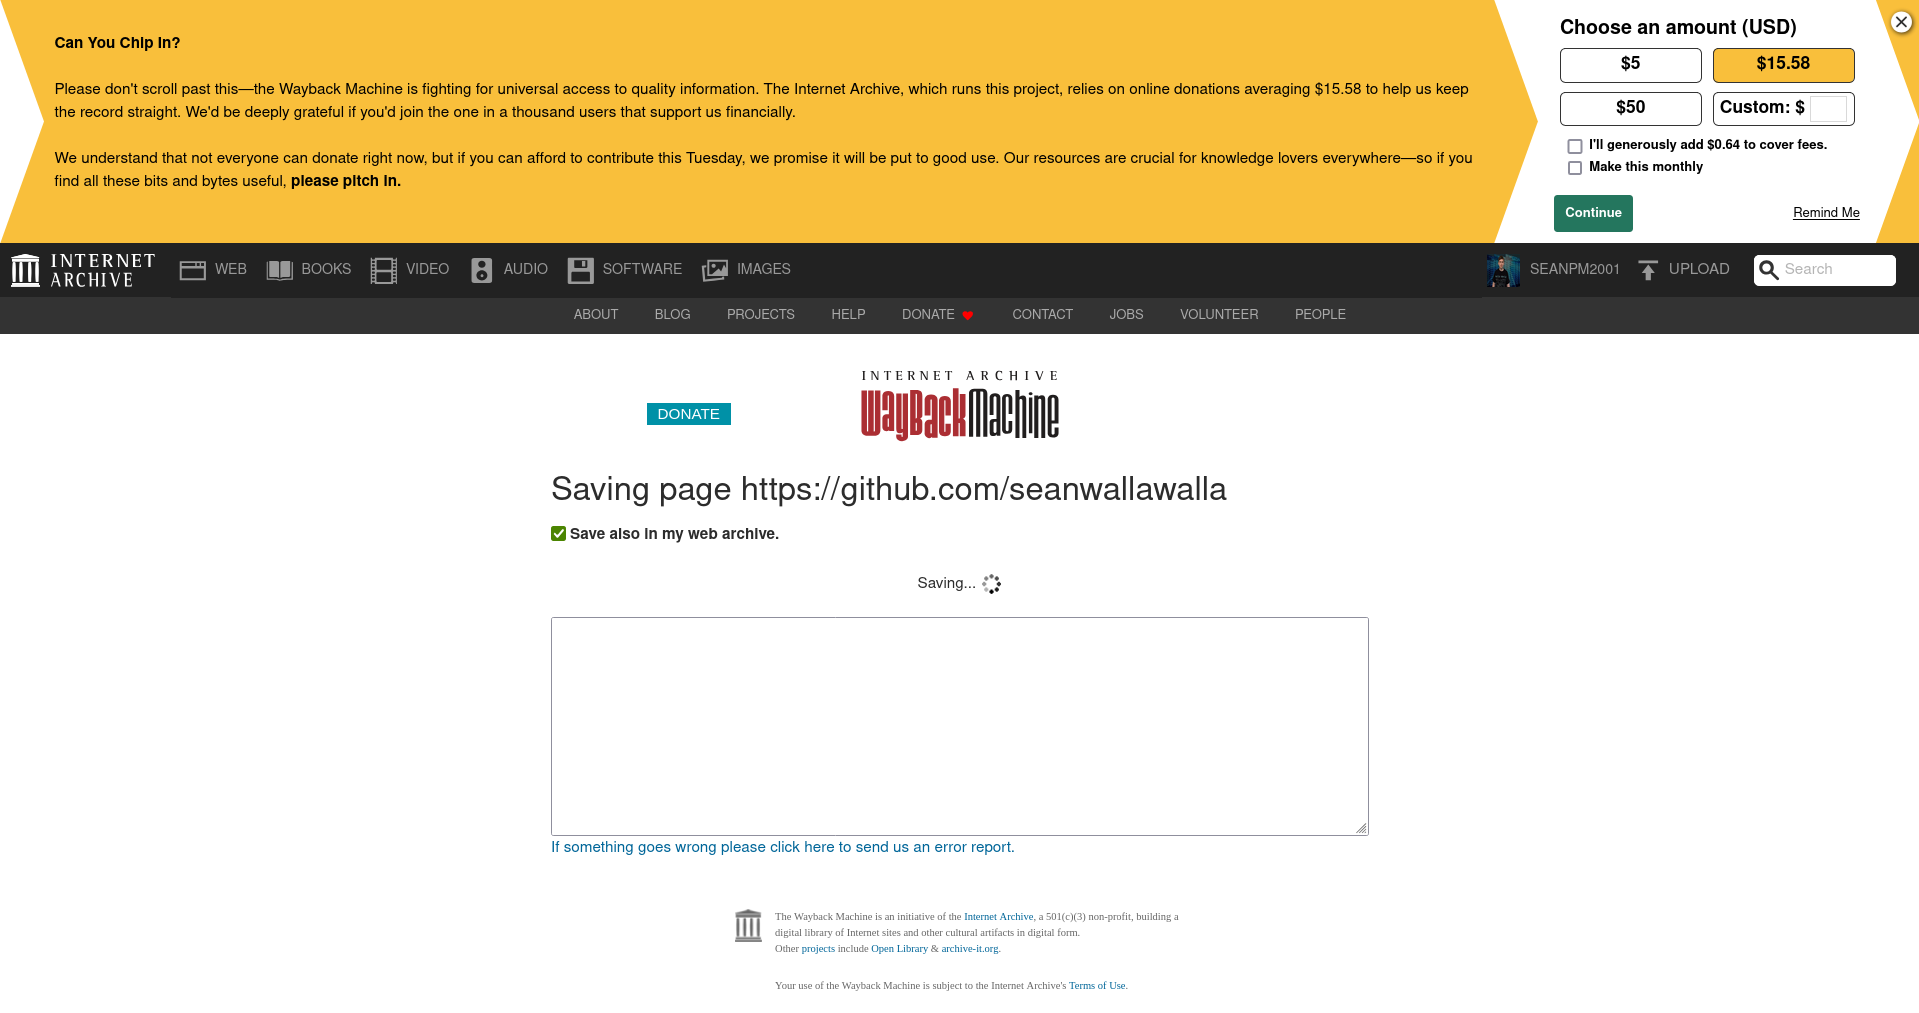 Can You Chip In?
Please don't scroll past this—the Wayback Machine is fighting for universal access to quality information. The Internet Archive, which runs this project, relies on online donations averaging $15.58 to help us keep
the record straight. We'd be deeply grateful if you'd join the one in a thousand users that support us financially.
We understand that not everyone can donate right now, but if you can afford to contribute this Tuesday, we promise it will be put to good use. Our resources are crucial for knowledge lovers everywhere—so if you
find all these bits and bytes useful, please pitch in.
Choose an amount (USD)
$5
$15.58
$50
Custom: $
I'll generously add $0.64 to cover fees.
Make this monthly
Continue
Remind Me
INTERNET
ARCHIVE
WEB
BOOKS
VIDEO
AUDIO
SOFTWARE
IMAGES
SEANPM2001
UPLOAD
Search
ABOUT
BLOG
PROJECTS
HELP
DONATE
CONTACT
JOBS
VOLUNTEER
PEOPLE
DONATE
INTERNET ARCHIVE
WayBackMachine
Saving page https://github.com/seanwallawalla
Save also in my web archive.
Saving...
If something goes wrong please click here to send us an error report.
The Wayback Machine is an initiative of the Internet Archive, a 501(c)(3) non-profit, building a
digital library of Internet sites and other cultural artifacts in digital form.
Other projects include Open Library & archive-it.org.
Your use of the Wayback Machine is subject to the Internet Archive's Terms of Use.